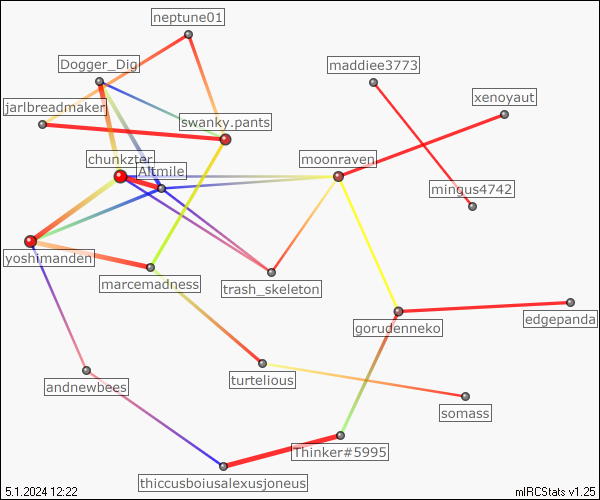 neptune01
Dogger_Dig
maddiee3773
xenoyaut
jarlbreadmaker
swanky.pants
chunkzter
Altmile
moonraven
mingus4742
yoshimanden
marcemadness
trash_skeleton
gorudenneko
edgepanda
andnewbees
turtelious
somass
Thinker#5995
thiccusboiusalexusjoneus
5.1.2024 12:22
mIRCStats v1.25